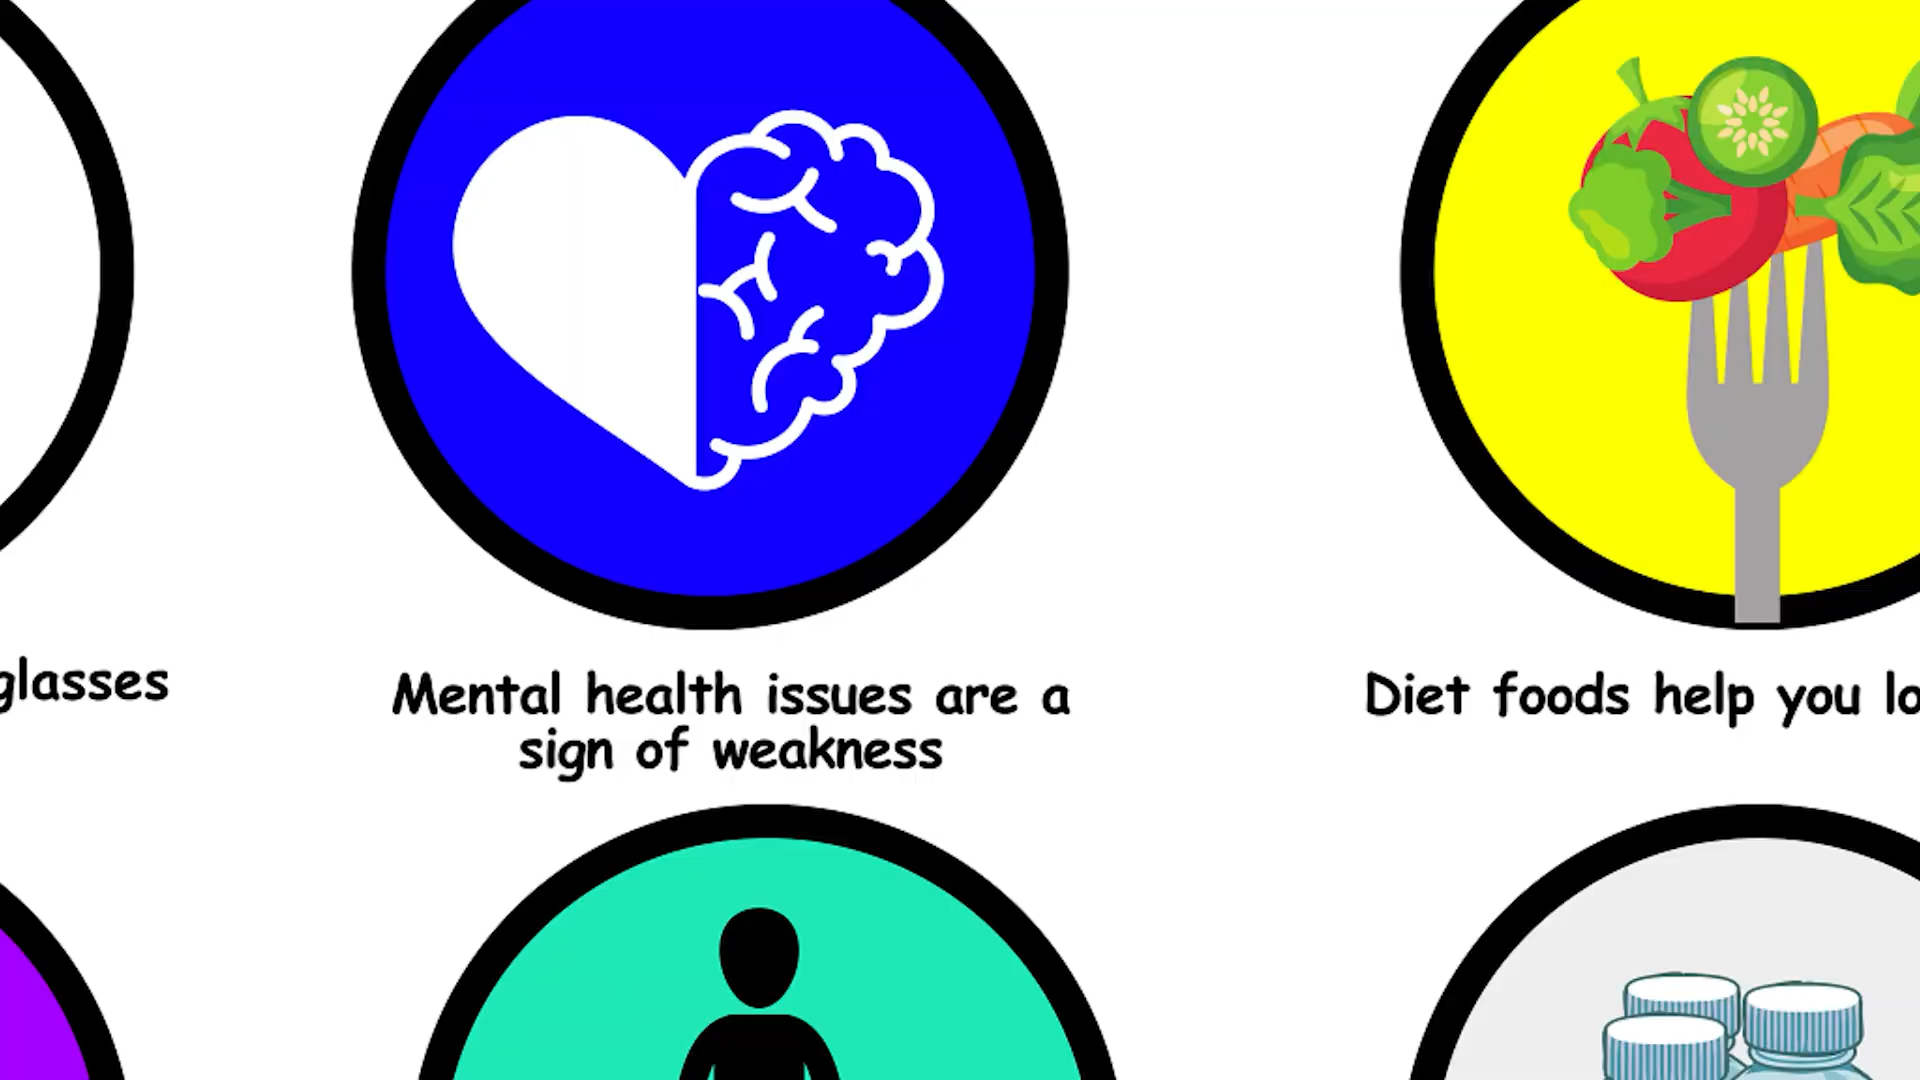 glasses
Mental health issues are a
sign of weakness
Diet foods help you lo